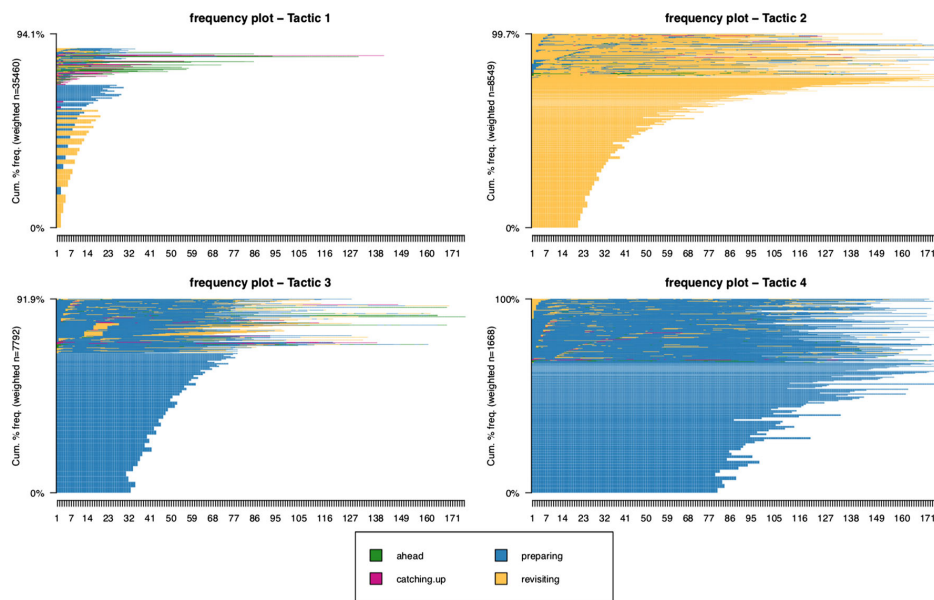 frequency plot – Tactic 1
94.1%
Cum. % freq. (weighted n=35460)
0%
1 7 14 23 32 41 50 59 68 77 86 95 105 116 127 138 149 160 171
frequency plot – Tactic 2
99.7%
Cum. % freq. (weighted n=8549)
0%
1 7 14 23 32 41 50 59 68 77 86 95 105 116 127 138 149 160 171
frequency plot – Tactic 3
91.9%
Cum. % freq. (weighted n=7792)
0%
1 7 14 23 32 41 50 59 68 77 86 95 105 116 127 138 149 160 171
frequency plot – Tactic 4
100%
Cum. % freq. (weighted n=1668)
0%
1 7 14 23 32 41 50 59 68 77 86 95 105 116 127 138 149 160 171
ahead
catching.up
preparing
revisiting